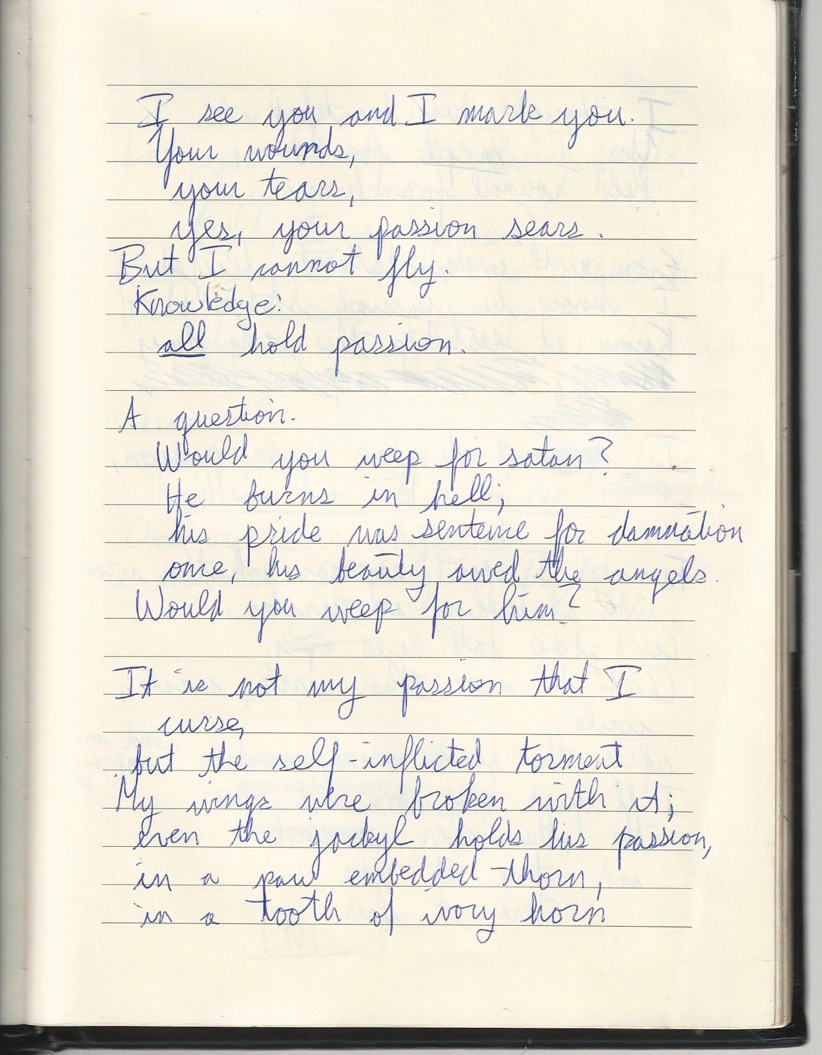 I see you and I mark you.
Your wounds,
your tears,
yes, your passion sears.
But I cannot fly.
Knowledge:
all hold passion.
A question.
Would you weep for satan?
He burns in hell;
his pride was sentence for damnation
once, his beauty awed the angels.
Would you weep for him?
It is not my passion that I
curse,
but the self-inflicted torment
My wings were broken with it;
even the jackyl holds his passion,
in a paw embedded thorn,
in a tooth of ivory horn